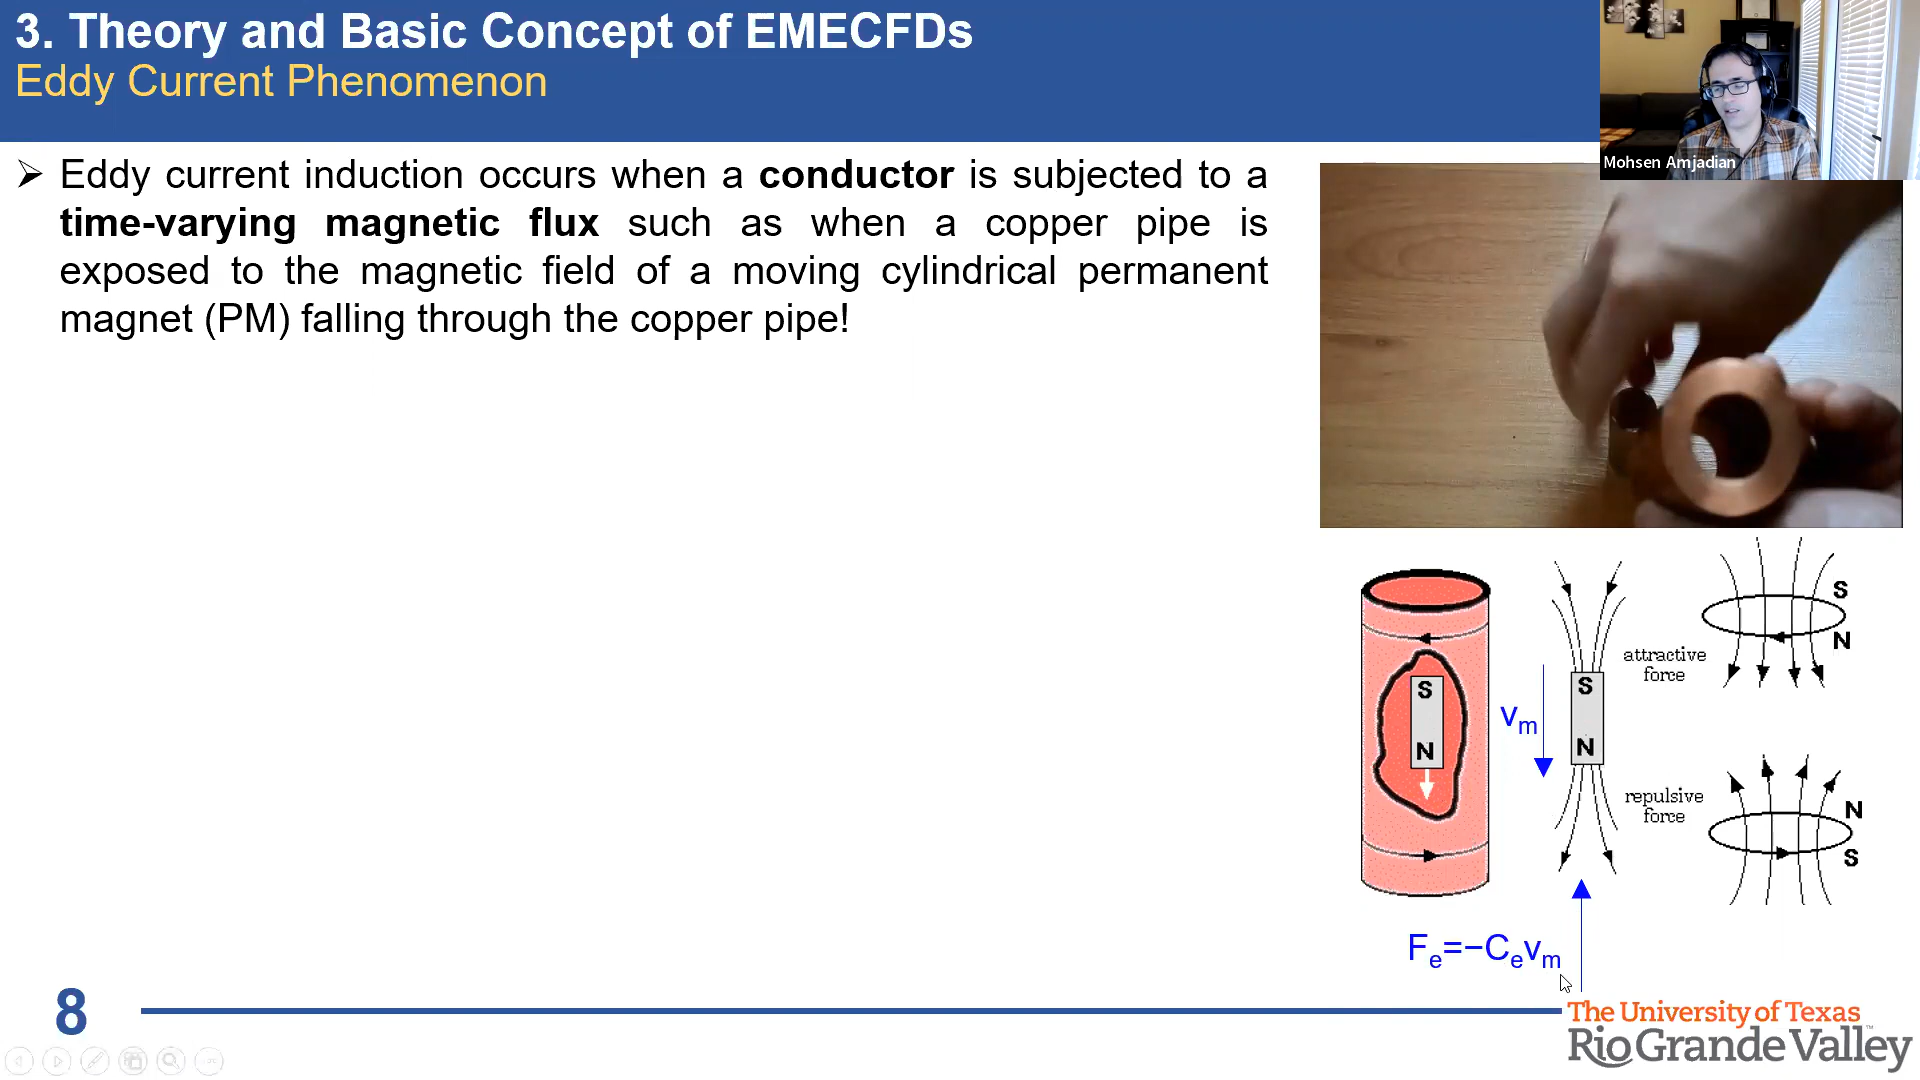 3. Theory and Basic Concept of EMECFDs
Eddy Current Phenomenon
Mohsen Amjadian
➢ Eddy current induction occurs when a conductor is subjected to a
time-varying magnetic flux such as when a copper pipe is
exposed to the magnetic field of a moving cylindrical permanent
magnet (PM) falling through the copper pipe!
S
N
vm
S
N
attractive
force
repulsive
force
S
N
N
S
Fe=−Cevm
8
The University of Texas
RioGrandeValley